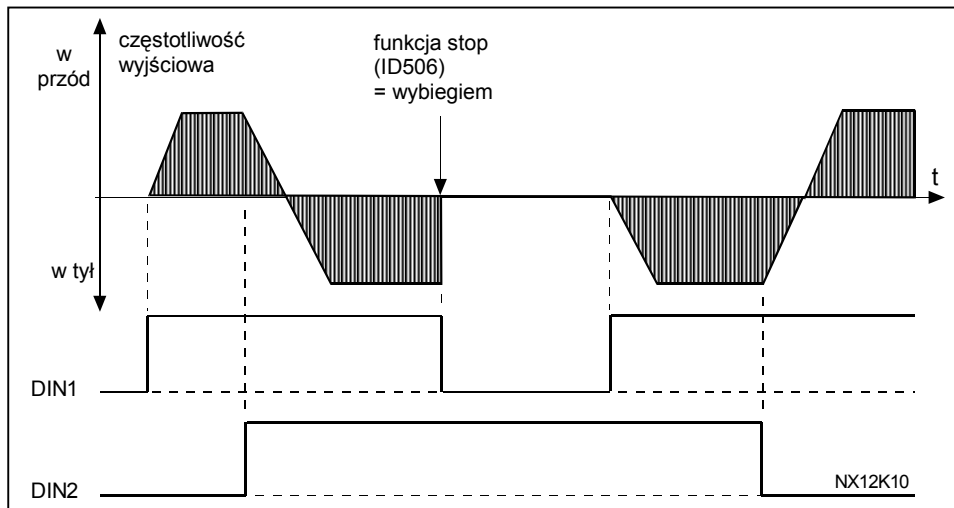 w
przód
częstotliwość
wyjściowa
funkcja stop
(ID506)
= wybiegiem
t
w tył
DIN1
DIN2
NX12K10